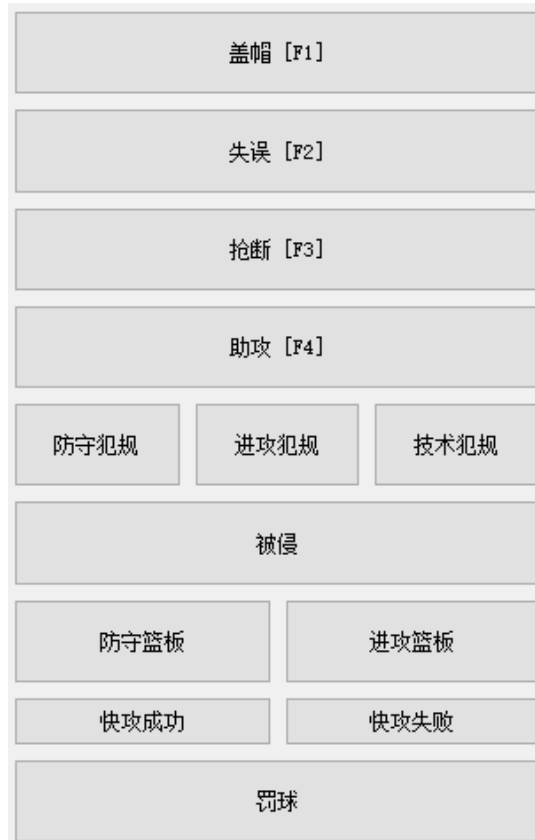 盖帽 [F1]
失误 [F2]
抢断 [F3]
助攻 [F4]
防守犯规 进攻犯规 技术犯规
被侵
防守篮板 进攻篮板
快攻成功 快攻失败
罚球